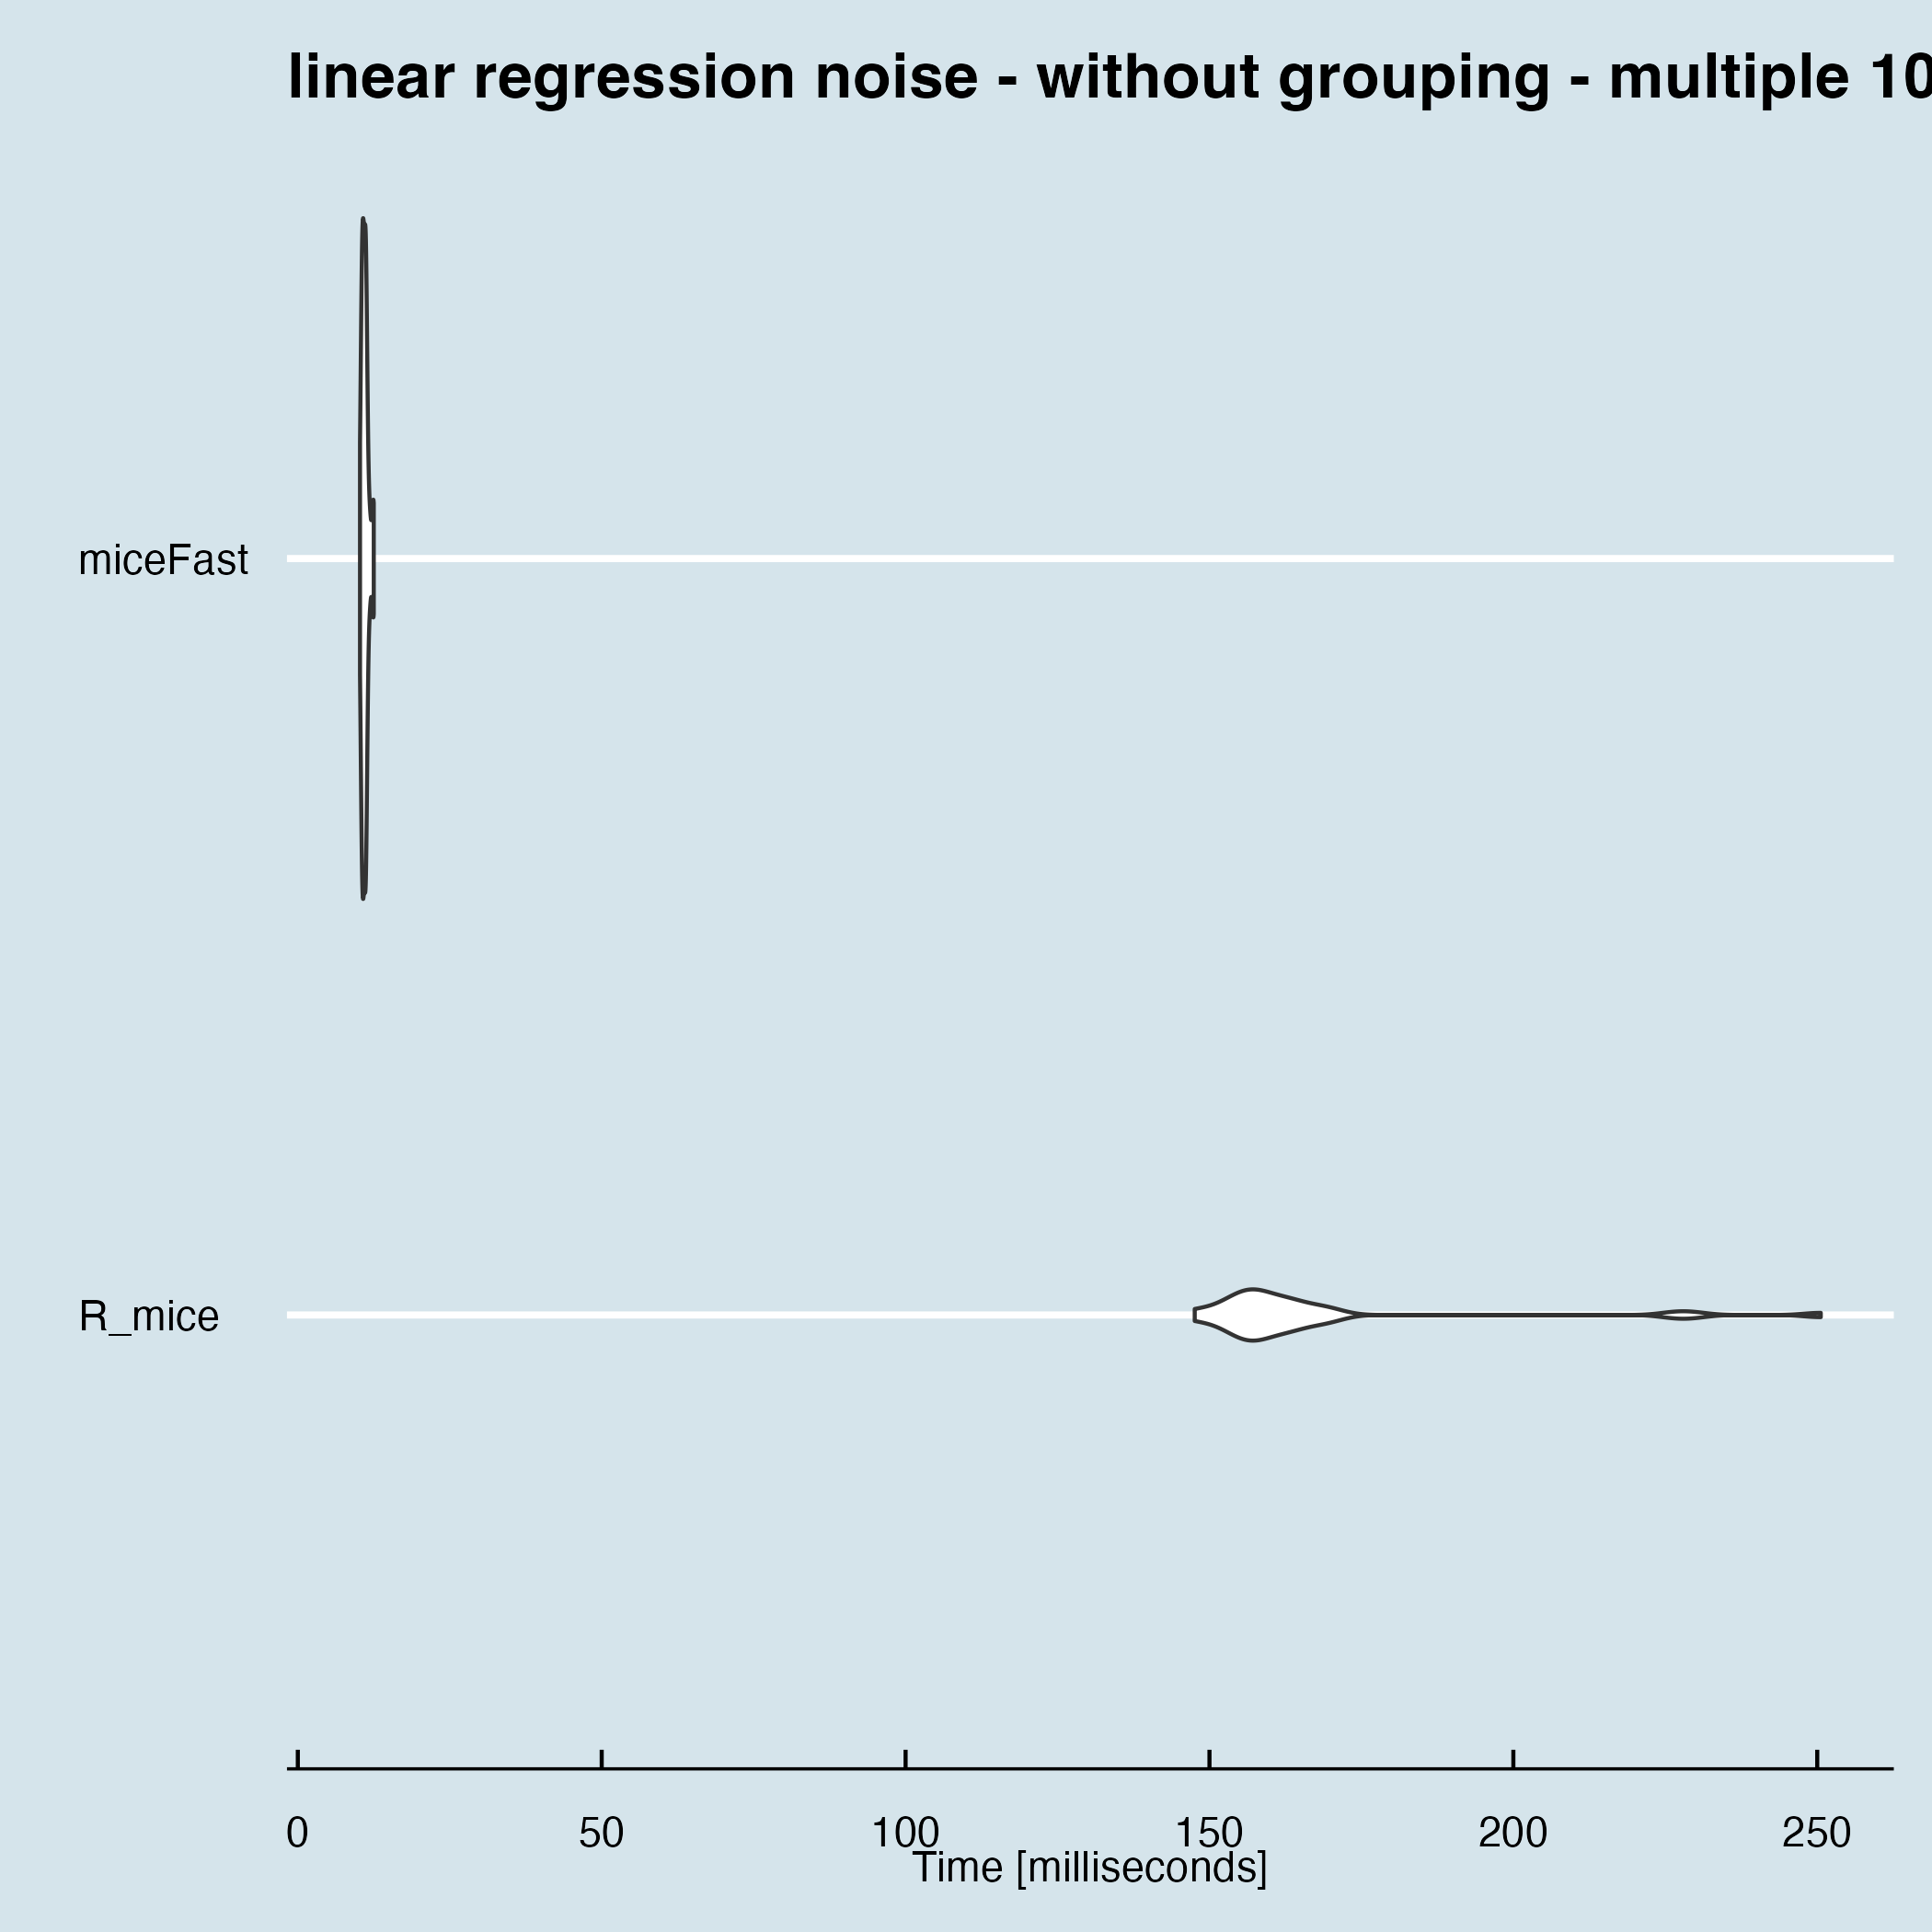 linear regression noise - without grouping - multiple 10
miceFast
R_mice
0 50 100 150 200 250
Time [milliseconds]